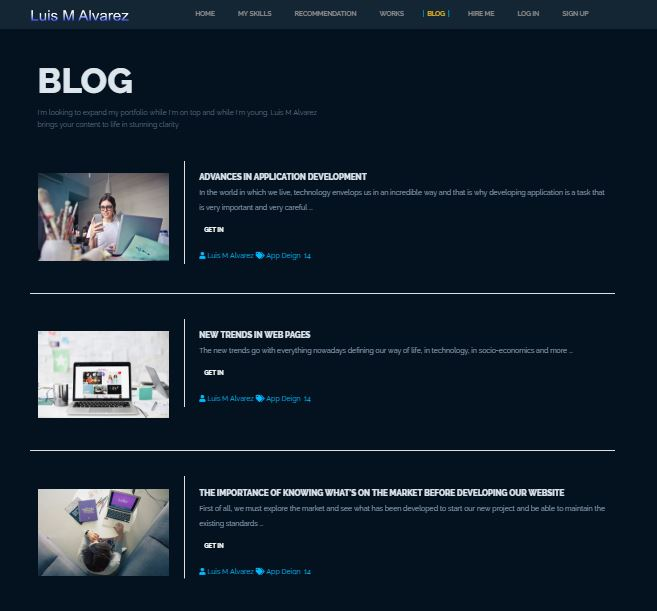 Luis M Alvarez HOME MY SKILLS RECOMMENDATION WORKS | BLOG | HIRE ME LOG IN SIGN UP
BLOG
I'm looking to expand my portfolio while I'm on top and while I'm young. Luis M Alvarez
brings your content to life in stunning clarity
ADVANCES IN APPLICATION DEVELOPMENT
In the world in which we live, technology envelops us in an incredible way and that is why developing application is a task that
is very important and very careful ...
GET IN
Luis M Alvarez App Deign 14
NEW TRENDS IN WEB PAGES
The new trends go with everything nowadays defining our way of life, in technology, in socio-economics and more ...
GET IN
Luis M Alvarez App Deign 14
THE IMPORTANCE OF KNOWING WHAT'S ON THE MARKET BEFORE DEVELOPING OUR WEBSITE
First of all, we must explore the market and see what has been developed to start our new project and be able to maintain the
existing standards ...
GET IN
Luis M Alvarez App Deign 14